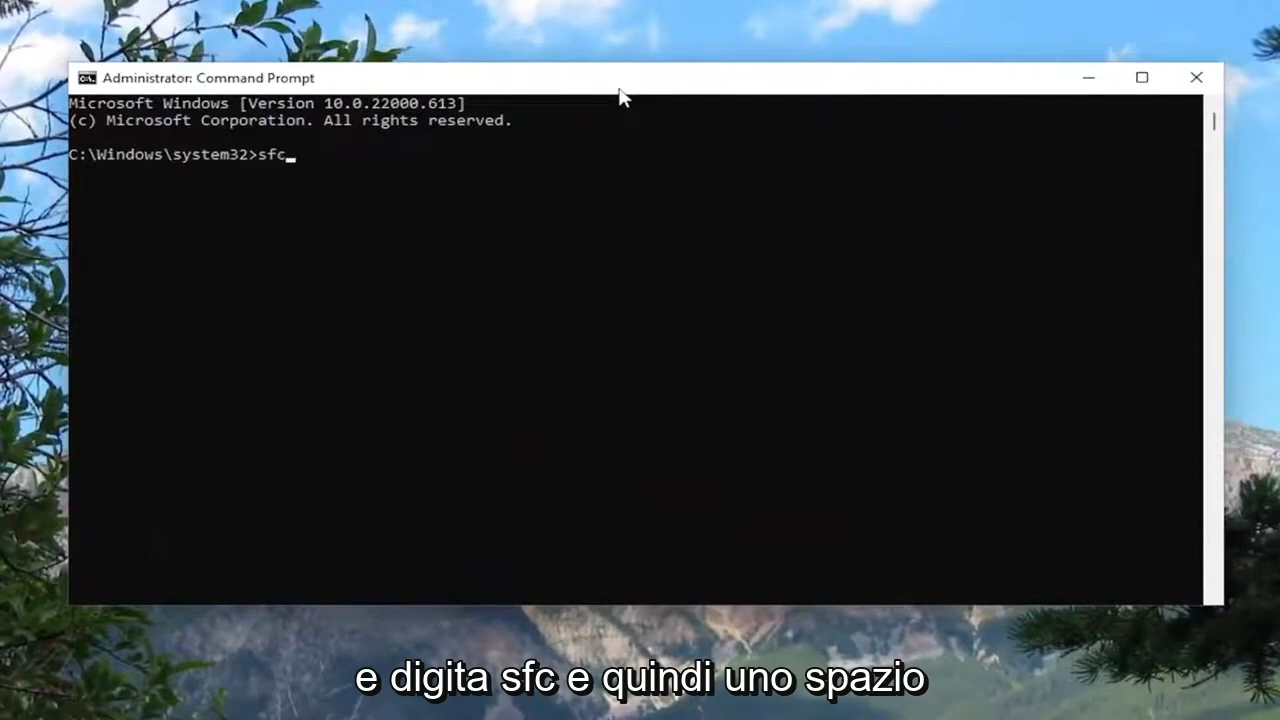 Administrator: Command Prompt
Microsoft Windows [Version 10.0.22000.613]
(c) Microsoft Corporation. All rights reserved.
C:\Windows\system32>sfc
e digita sfc e quindi uno spazio